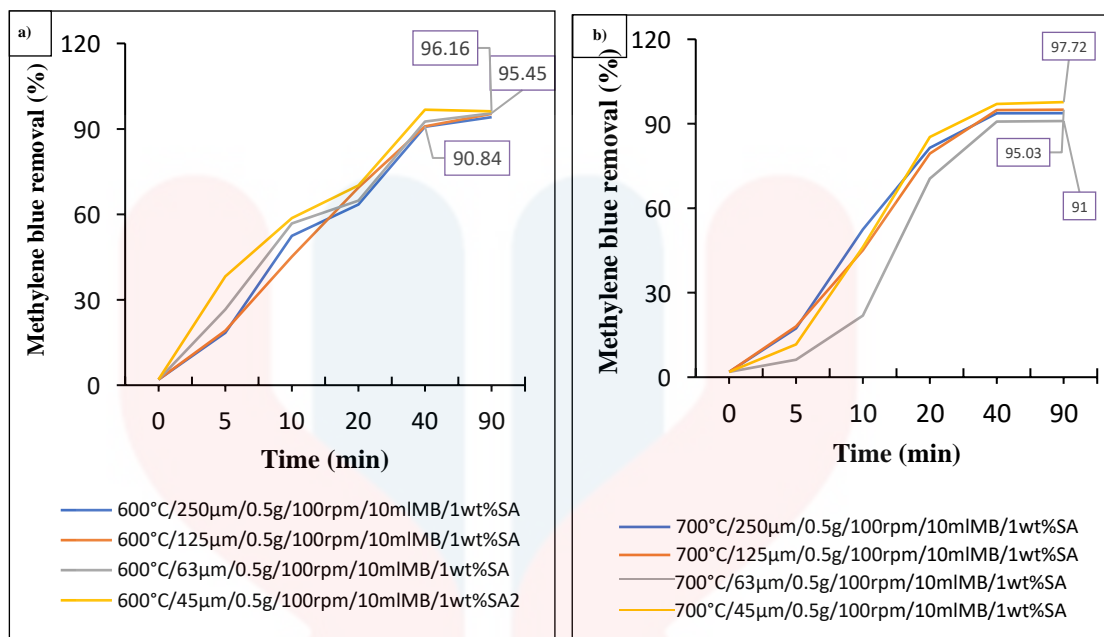 a)
Methylene blue removal (%)
120
90
60
30
0
96.16
95.45
90.84
0 5 10 20 40 90
Time (min)
600°C/250µm/0.5g/100rpm/10mlMB/1wt%SA
600°C/125µm/0.5g/100rpm/10mlMB/1wt%SA
600°C/63µm/0.5g/100rpm/10mlMB/1wt%SA
600°C/45µm/0.5g/100rpm/10mlMB/1wt%SA2
b)
Methylene blue removal (%)
120
90
60
30
0
97.72
95.03
91
0 5 10 20 40 90
Time (min)
700°C/250µm/0.5g/100rpm/10mlMB/1wt%SA
700°C/125µm/0.5g/100rpm/10mlMB/1wt%SA
700°C/63µm/0.5g/100rpm/10mlMB/1wt%SA
700°C/45µm/0.5g/100rpm/10mlMB/1wt%SA